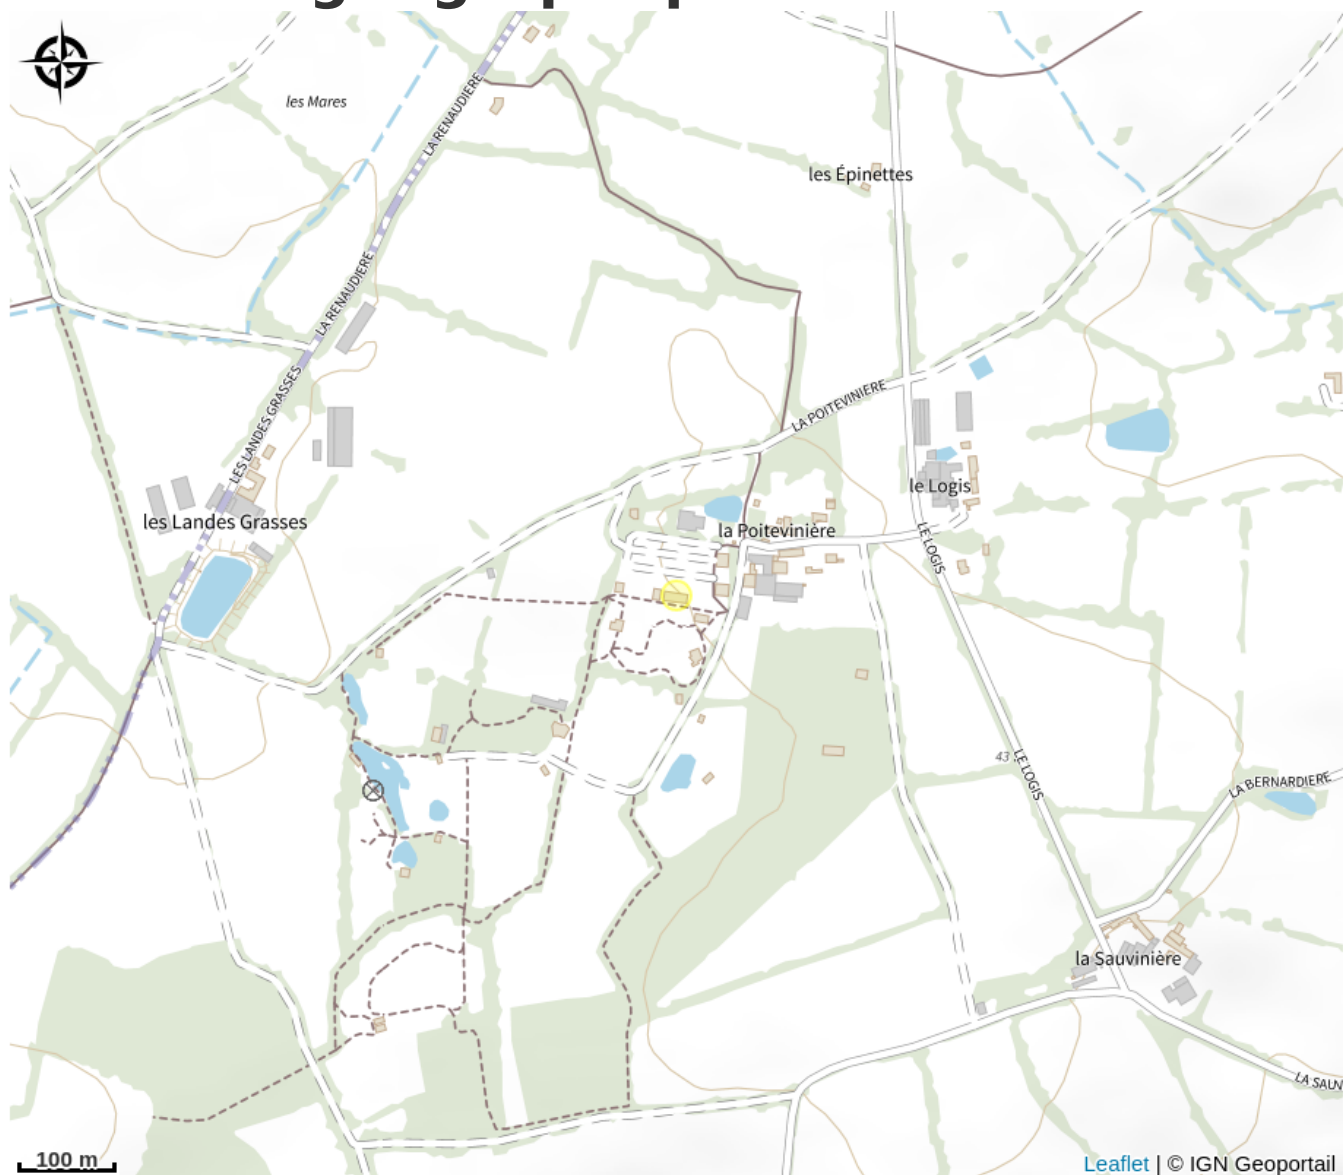 les Mares
LA RENAUDIERE
les Épinettes
LA RENAUDIERE
LES LANDES GRASSES
LA POITEVINIERE
le Logis
les Landes Grasses
la Poitevinière
LE LOGIS
43
LE LOGIS
LA BERNARDIERE
la Sauvinière
LA SAUV
100 m
Leaflet | © IGN Geoportail